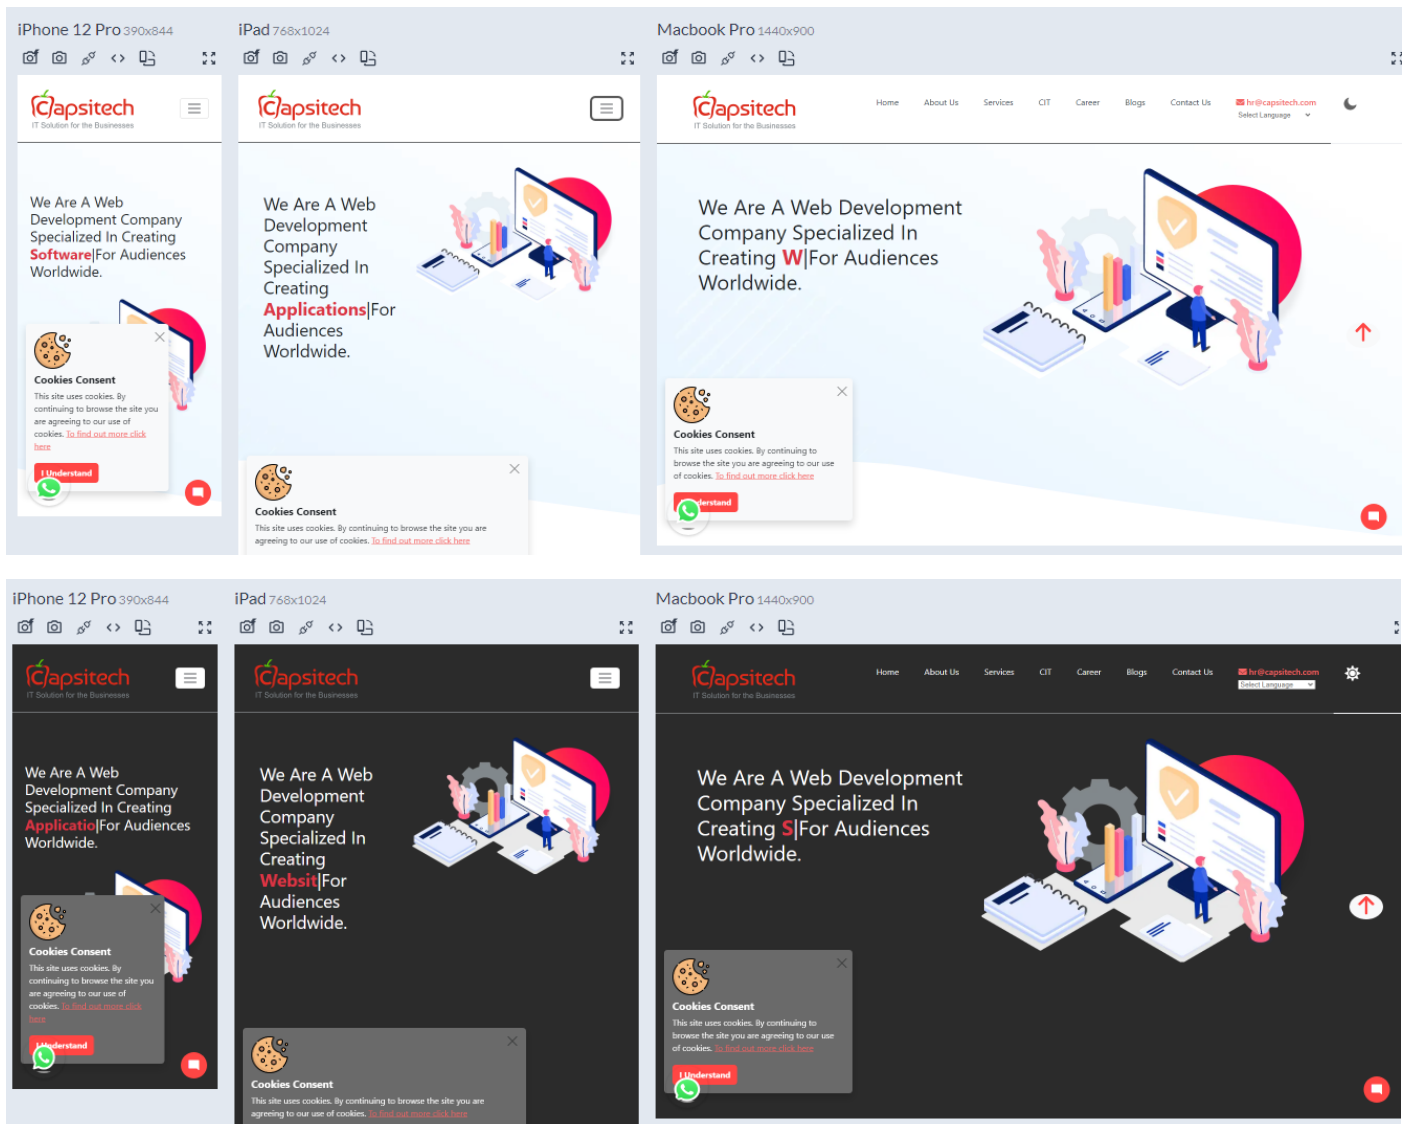 iPhone 12 Pro 390x844
iPad 768x1024
Macbook Pro 1440x900
Capsitech
IT Solution for the Businesses
We Are A Web
Development Company
Specialized In Creating
Software|For Audiences
Worldwide.
Cookies Consent
This site uses cookies. By
continuing to browse the site you
are agreeing to our use of
cookies. To find out more click
here
I Understand
Capsitech
IT Solution for the Businesses
We Are A Web
Development
Company
Specialized In
Creating
Applications|For
Audiences
Worldwide.
Cookies Consent
This site uses cookies. By continuing to browse the site you are
agreeing to our use of cookies. To find out more click here
Capsitech
IT Solution for the Businesses
Home About Us Services CIT Career Blogs Contact Us hr@capsitech.com
Select Language
We Are A Web Development
Company Specialized In
Creating W|For Audiences
Worldwide.
Cookies Consent
This site uses cookies. By continuing to
browse the site you are agreeing to our use
of cookies. To find out more click here
derstand
iPhone 12 Pro 390x844
iPad 768x1024
Macbook Pro 1440x900
Capsitech
IT Solution for the Businesses
We Are A Web
Development Company
Specialized In Creating
Applicatio|For Audiences
Worldwide.
Cookies Consent
This site uses cookies. By
continuing to browse the site you
are agreeing to our use of
cookies. To find out more click
here
I Understand
Capsitech
IT Solution for the Businesses
We Are A Web
Development
Company
Specialized In
Creating
Websit|For
Audiences
Worldwide.
Cookies Consent
This site uses cookies. By continuing to browse the site you are
agreeing to our use of cookies. To find out more click here
Capsitech
IT Solution for the Businesses
Home About Us Services CIT Career Blogs Contact Us hr@capsitech.com
Select Language
We Are A Web Development
Company Specialized In
Creating S|For Audiences
Worldwide.
Cookies Consent
This site uses cookies. By continuing to
browse the site you are agreeing to our use
of cookies. To find out more click here
I Understand